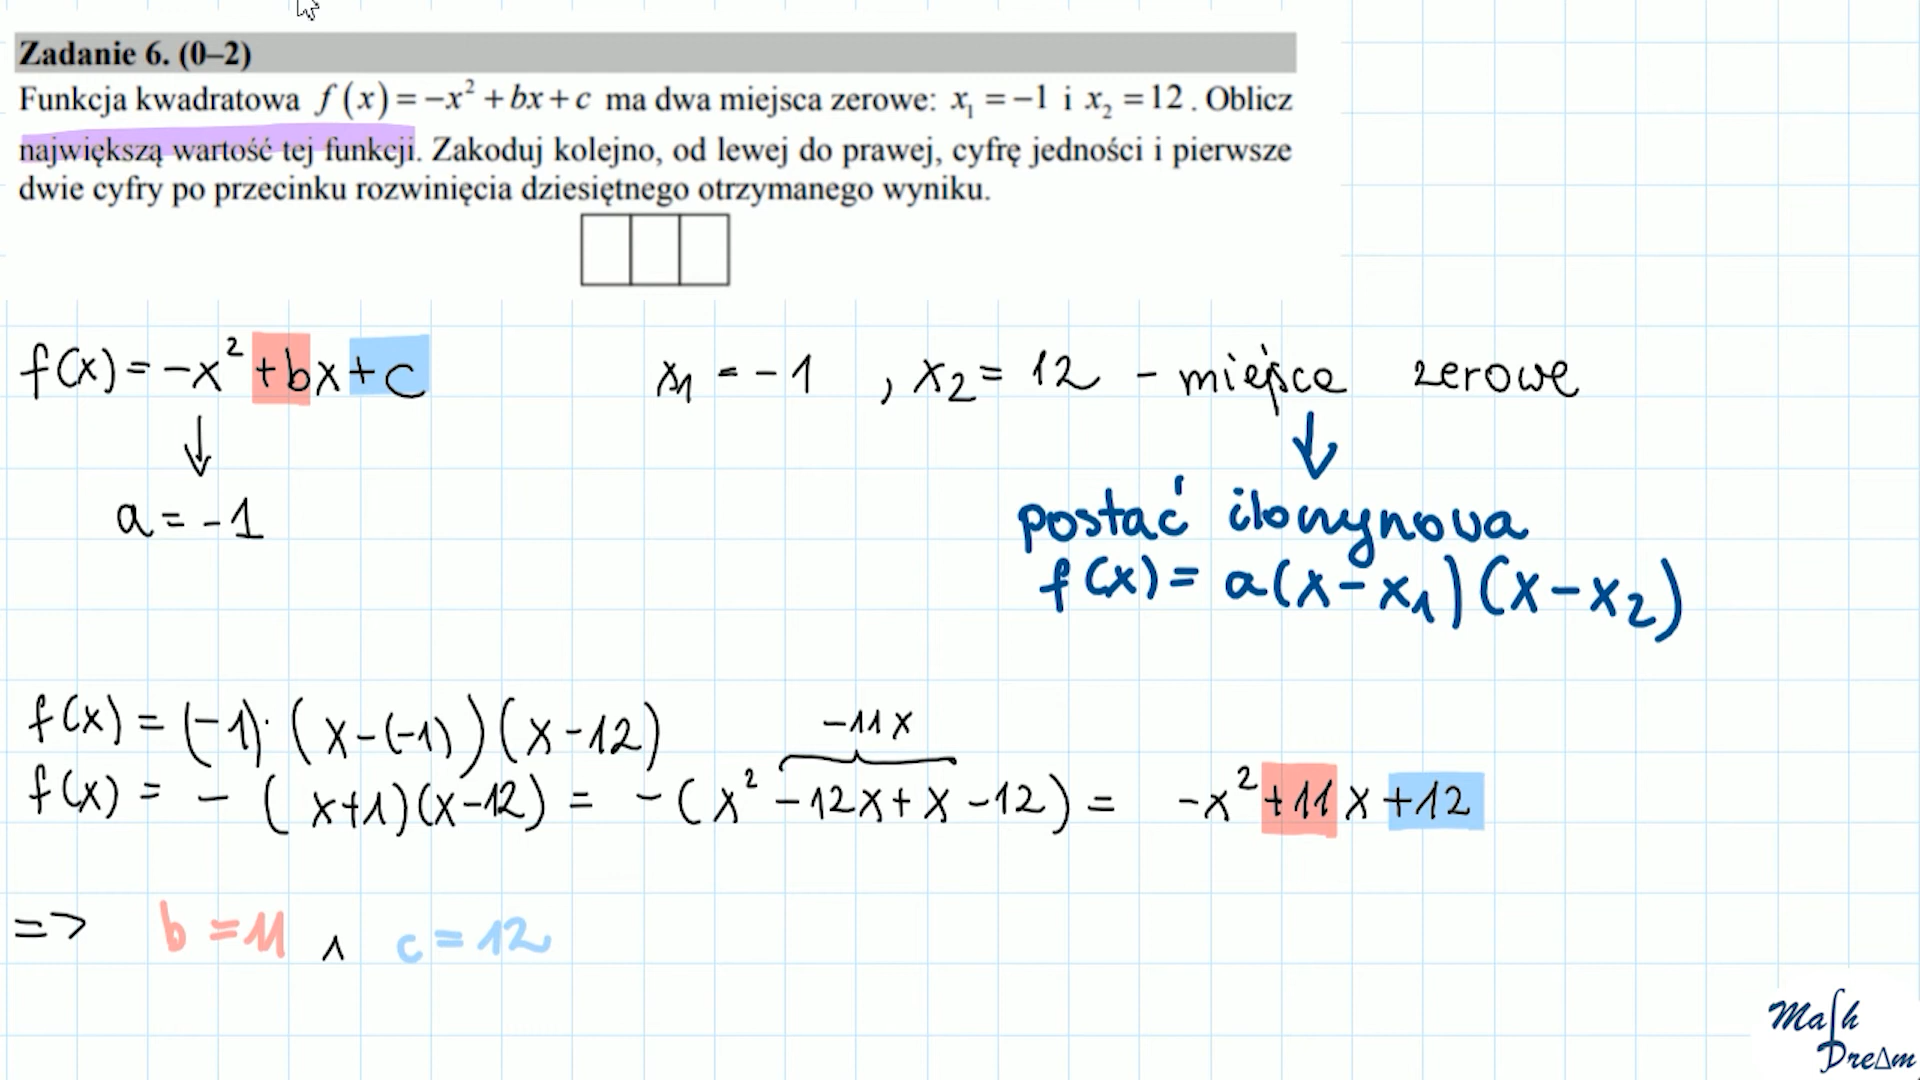 Zadanie 6. (0–2)
Funkcja kwadratowa f(x) = −x² + bx + c ma dwa miejsca zerowe: x₁ = −1 i x₂ = 12. Oblicz
największą wartość tej funkcji. Zakoduj kolejno, od lewej do prawej, cyfrę jedności i pierwsze
dwie cyfry po przecinku rozwinięcia dziesiętnego otrzymanego wyniku.
f(x) = -x² + bx + c
x₁ = -1 , x₂ = 12 - miejsca zerowe
↓
a = -1
↓
postać iloczynowa
f(x) = a(x-x₁)(x-x₂)
f(x) = (-1)·(x-(-1))(x-12)
-11x
f(x) = -(x+1)(x-12) = -(x² -12x + x -12) = -x² +11x +12
=> b = 11 ∧ c = 12
Math
Dre∆m